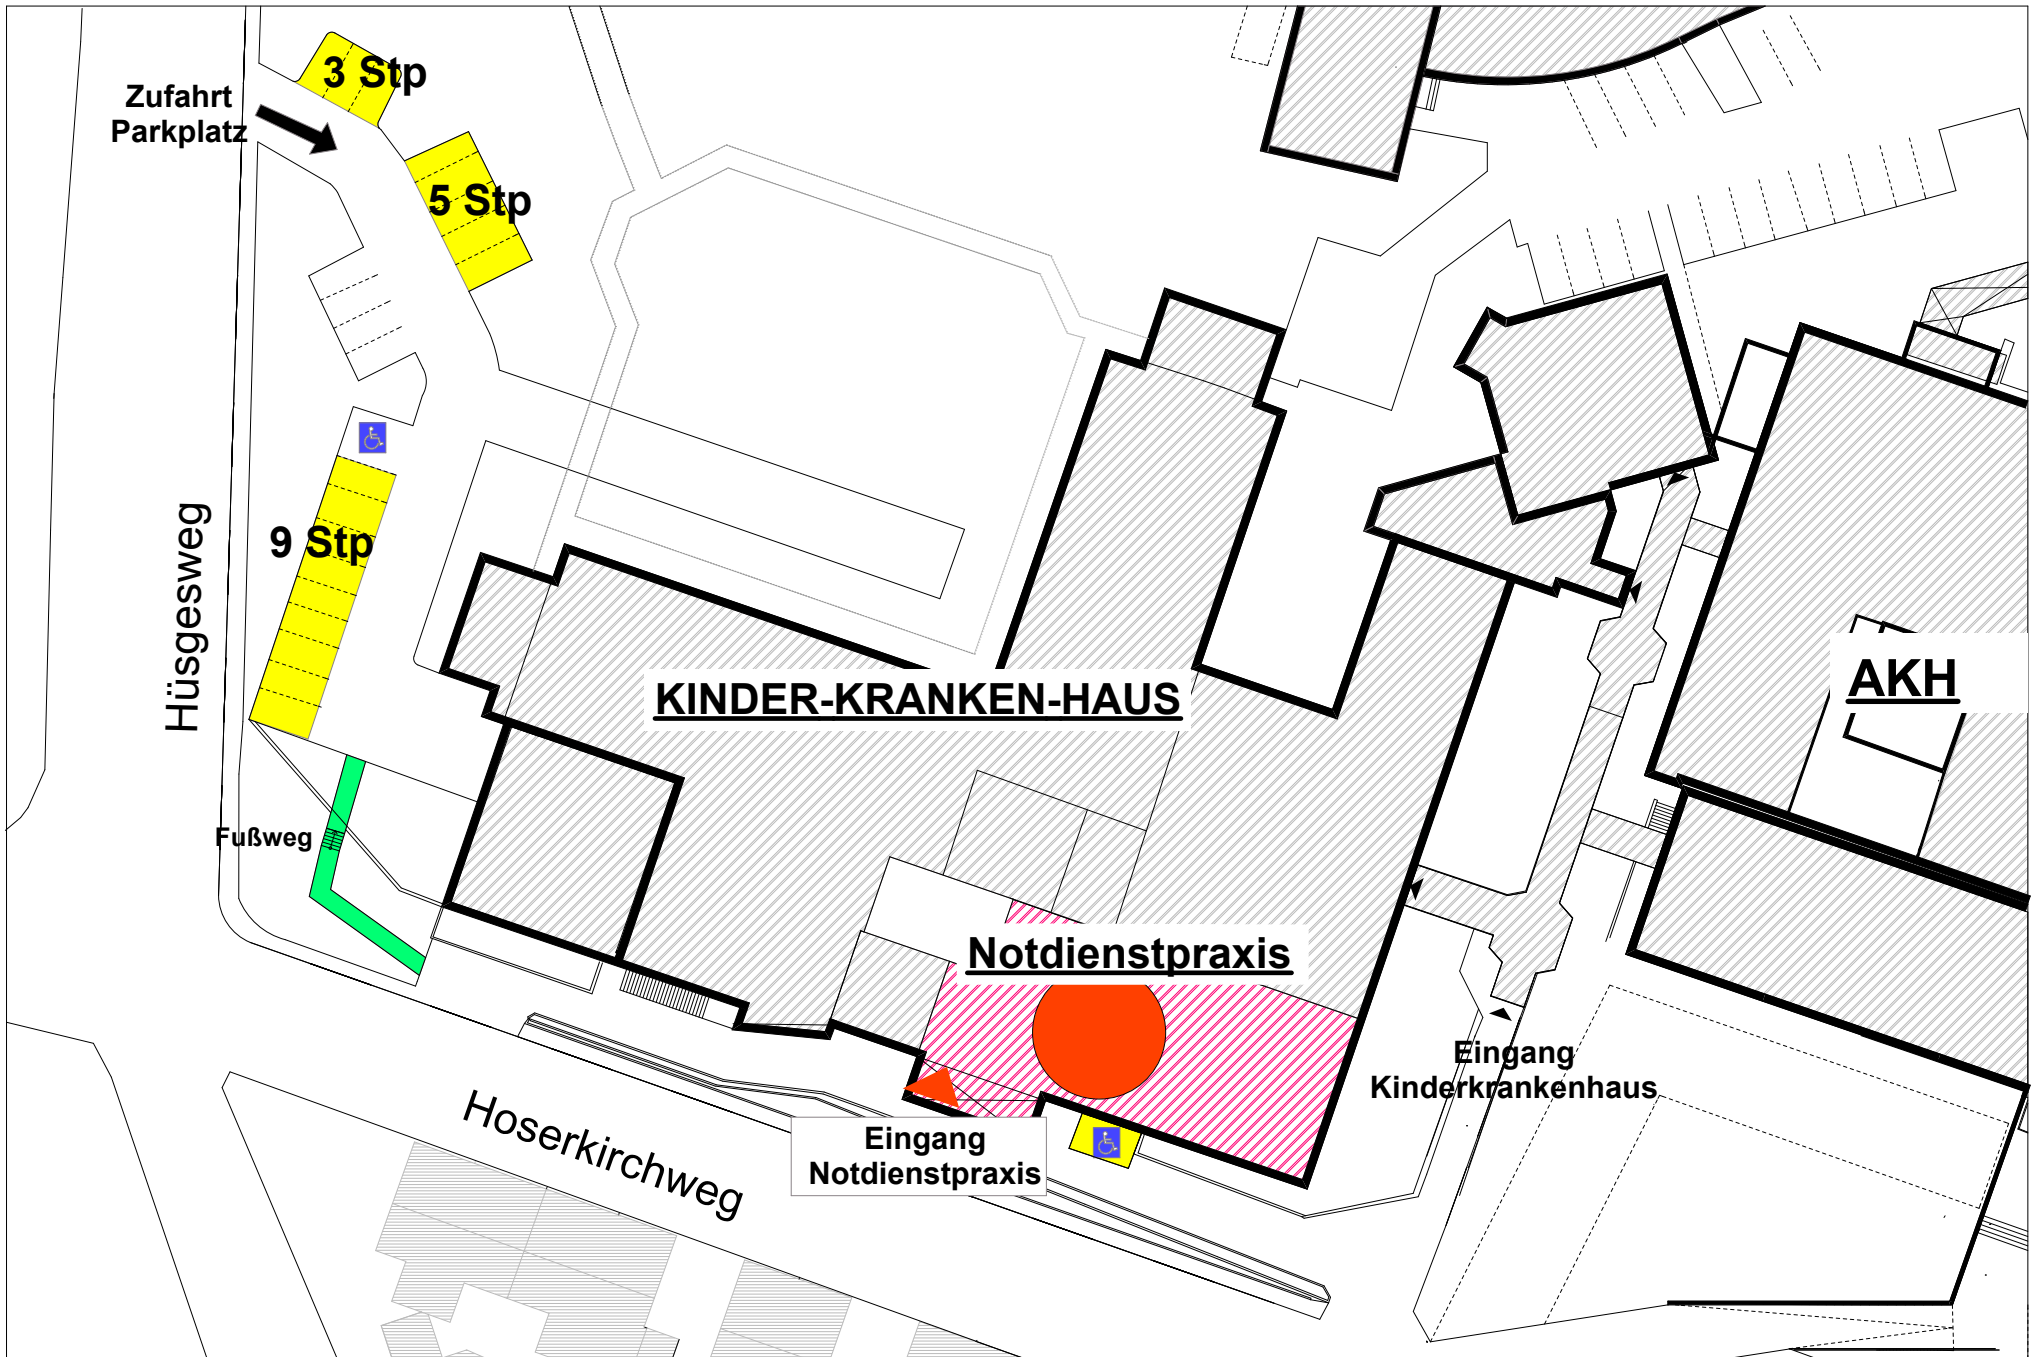 3 Stp
Zufahrt
Parkplatz
5 Stp
9 Stp
Hüsgesweg
KINDER-KRANKEN-HAUS
AKH
Fußweg
Notdienstpraxis
Eingang
Kinderkrankenhaus
Eingang
Notdienstpraxis
Hoserkirchweg